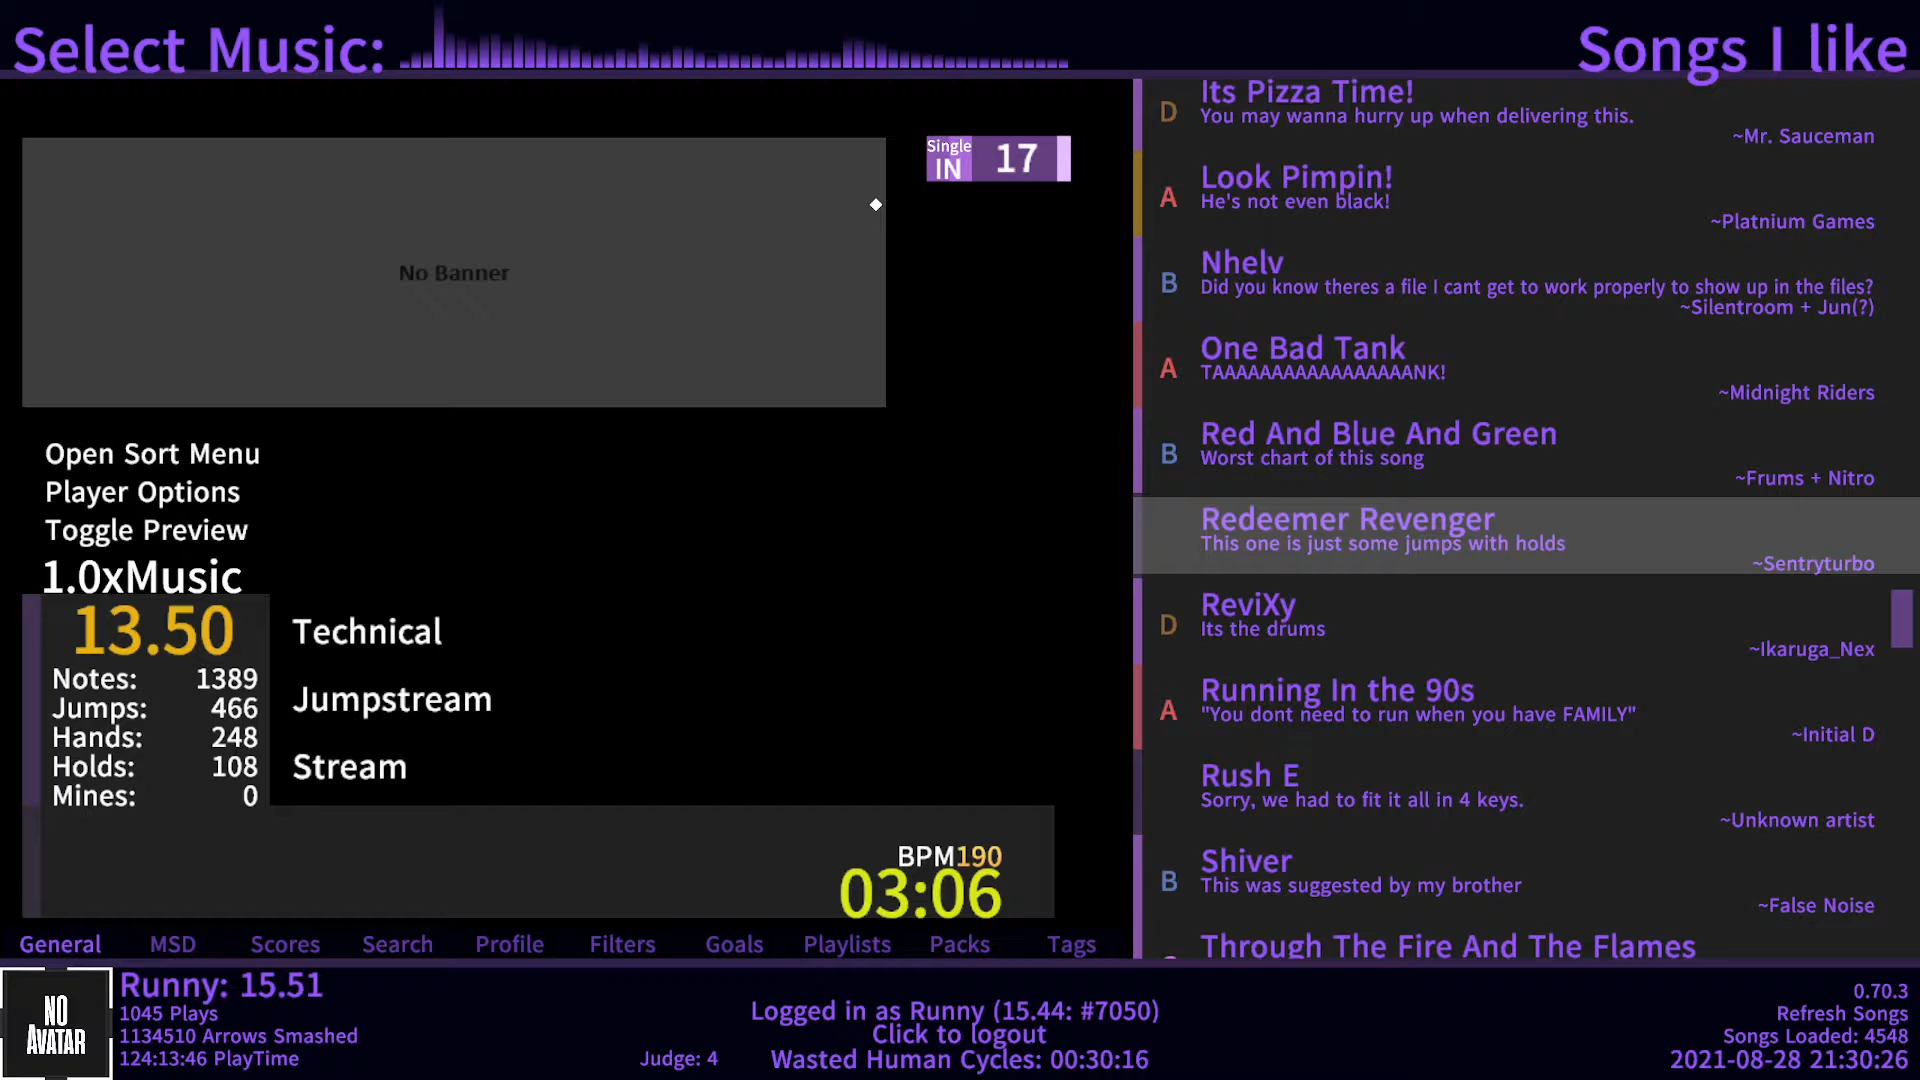 Select Music:
Songs I like
No Banner
Single
IN
17
Open Sort Menu
Player Options
Toggle Preview
1.0xMusic
13.50
Notes: 1389
Jumps: 466
Hands: 248
Holds: 108
Mines: 0
Technical
Jumpstream
Stream
BPM190
03:06
Its Pizza Time!
D
You may wanna hurry up when delivering this.
~Mr. Sauceman
Look Pimpin!
A
He's not even black!
~Platnium Games
Nhelv
B
Did you know theres a file I cant get to work properly to show up in the files?
~Silentroom + Jun(?)
One Bad Tank
A
TAAAAAAAAAAAAAAAAANK!
~Midnight Riders
Red And Blue And Green
B
Worst chart of this song
~Frums + Nitro
Redeemer Revenger
This one is just some jumps with holds
~Sentryturbo
ReviXy
D
Its the drums
~Ikaruga_Nex
Running In the 90s
A
"You dont need to run when you have FAMILY"
~Initial D
Rush E
Sorry, we had to fit it all in 4 keys.
~Unknown artist
Shiver
B
This was suggested by my brother
~False Noise
Through The Fire And The Flames
General MSD Scores Search Profile Filters Goals Playlists Packs Tags
NO
AVATAR
Runny: 15.51
1045 Plays
1134510 Arrows Smashed
124:13:46 PlayTime
Judge: 4
Logged in as Runny (15.44: #7050)
Click to logout
Wasted Human Cycles: 00:30:16
0.70.3
Refresh Songs
Songs Loaded: 4548
2021-08-28 21:30:26